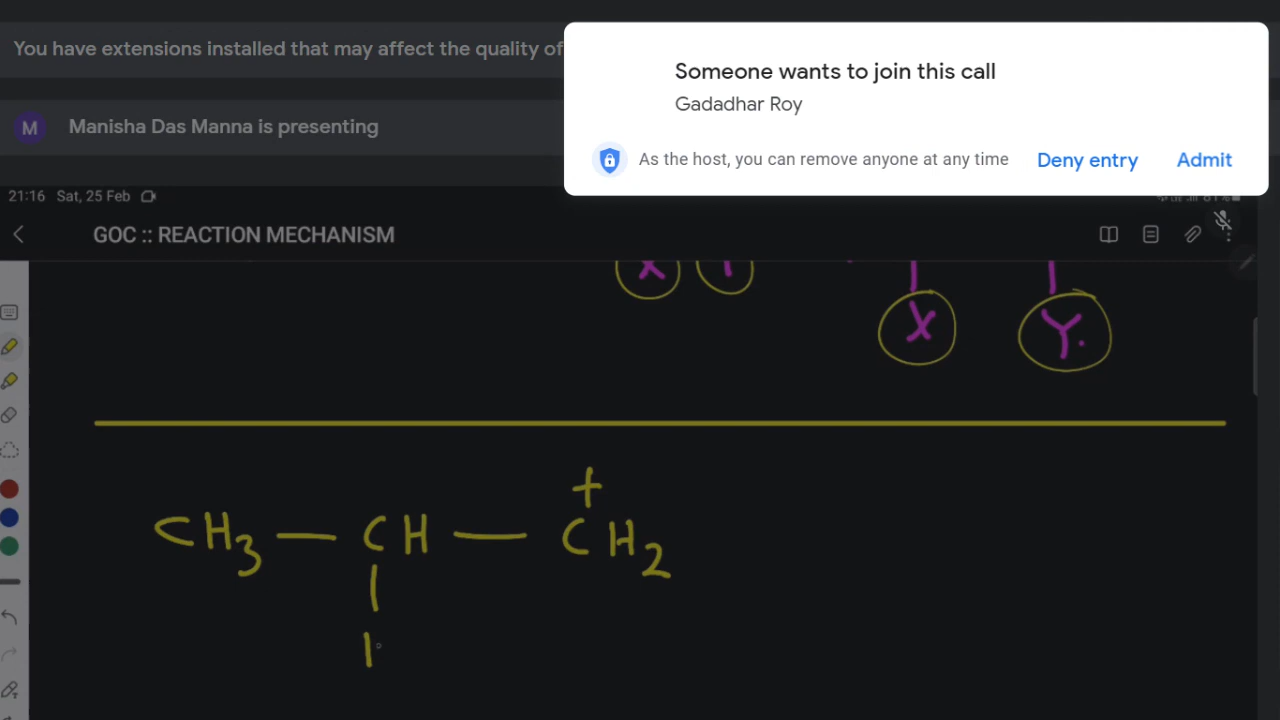 You have extensions installed that may affect the quality of
Someone wants to join this call
Gadadhar Roy
As the host, you can remove anyone at any time
Deny entry
Admit
M
Manisha Das Manna is presenting
21:16 Sat, 25 Feb
81%
GOC :: REACTION MECHANISM
X
X
Y.
+
CH3 — CH — CH2
|